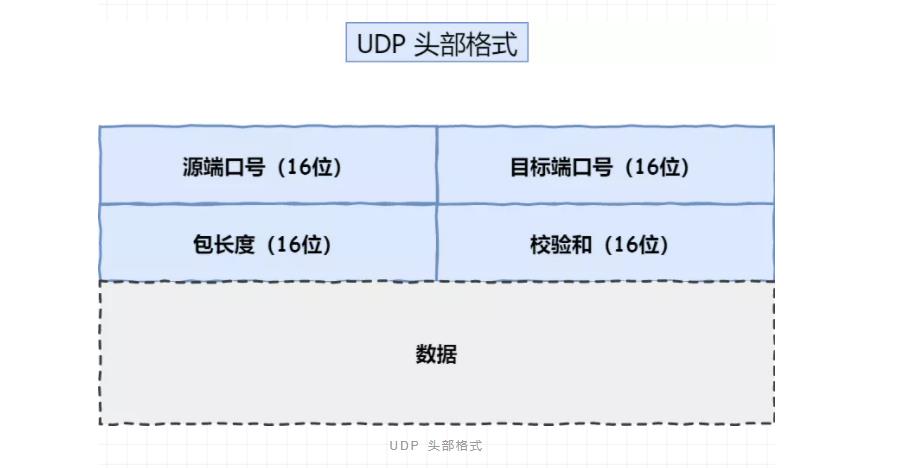 UDP 头部格式
源端口号（16位）
目标端口号（16位）
包长度（16位）
校验和（16位）
数据
UDP 头部格式